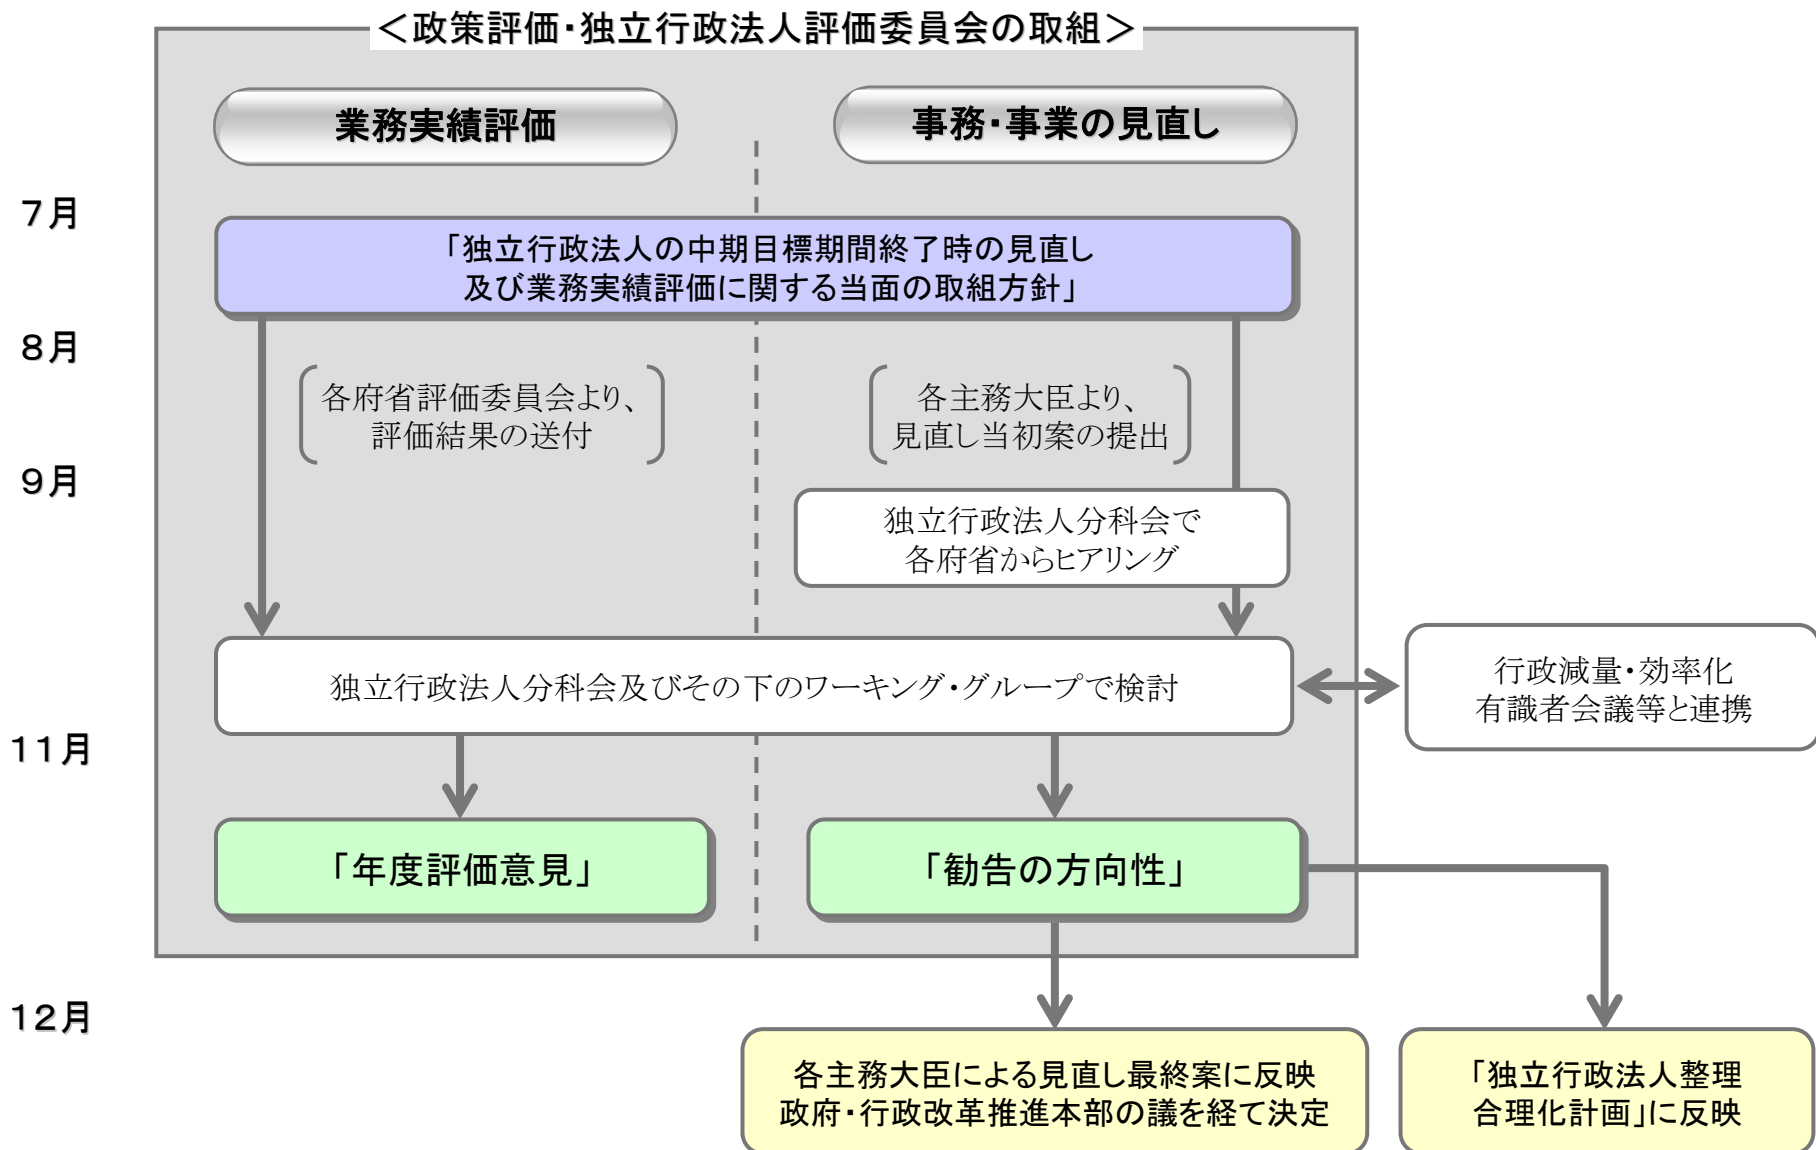 ＜政策評価・独立行政法人評価委員会の取組＞
業務実績評価
事務・事業の見直し
７月
「独立行政法人の中期目標期間終了時の見直し
及び業務実績評価に関する当面の取組方針」
８月
各府省評価委員会より、
評価結果の送付
各主務大臣より、
見直し当初案の提出
９月
独立行政法人分科会で
各府省からヒアリング
独立行政法人分科会及びその下のワーキング・グループで検討
行政減量・効率化
有識者会議等と連携
１１月
「年度評価意見」
「勧告の方向性」
１２月
各主務大臣による見直し最終案に反映
政府・行政改革推進本部の議を経て決定
「独立行政法人整理
合理化計画」に反映